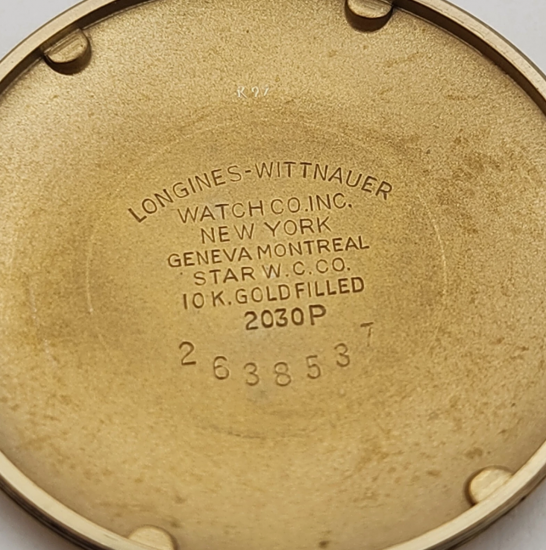 LONGINES-WITTNAUER
WATCH CO. INC.
NEW YORK
GENEVA MONTREAL
STAR W. C. CO.
10 K. GOLD FILLED
2030P
2638537